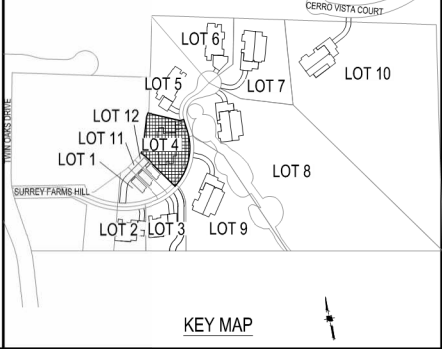 CERRO VISTA COURT
LOT 6
LOT 10
LOT 7
LOT 5
LOT 12
LOT 11
LOT 4
LOT 1
TWIN OAKS DRIVE
LOT 8
SURREY FARMS HILL
LOT 2
LOT 3
LOT 9
KEY MAP